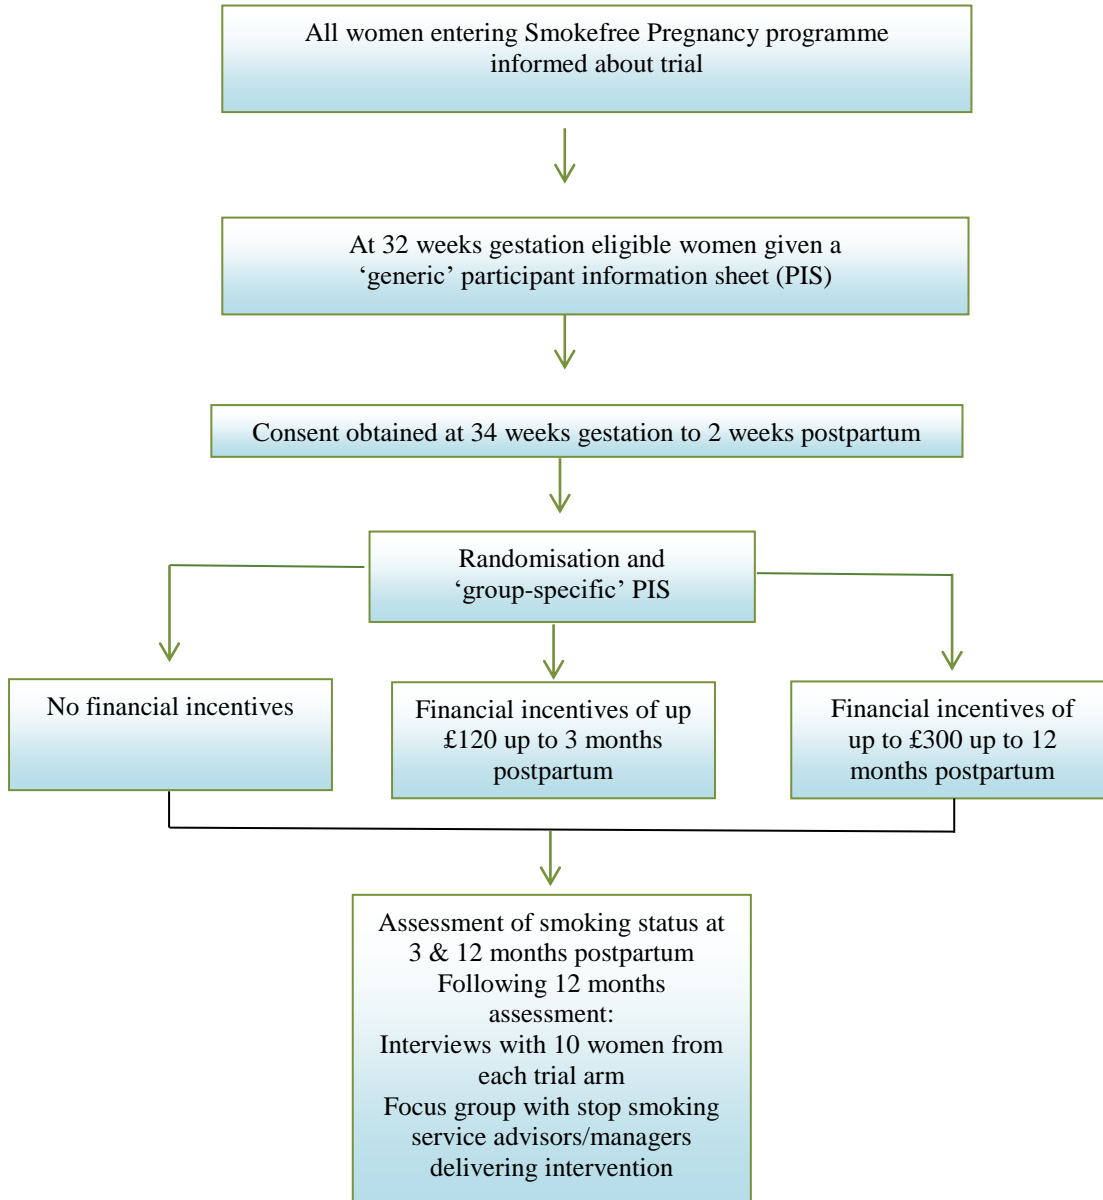 All women entering Smokefree Pregnancy programme
informed about trial
At 32 weeks gestation eligible women given a
‘generic’ participant information sheet (PIS)
Consent obtained at 34 weeks gestation to 2 weeks postpartum
Randomisation and
‘group-specific’ PIS
No financial incentives
Financial incentives of up
£120 up to 3 months
postpartum
Financial incentives of
up to £300 up to 12
months postpartum
Assessment of smoking status at
3 & 12 months postpartum
Following 12 months
assessment:
Interviews with 10 women from
each trial arm
Focus group with stop smoking
service advisors/managers
delivering intervention